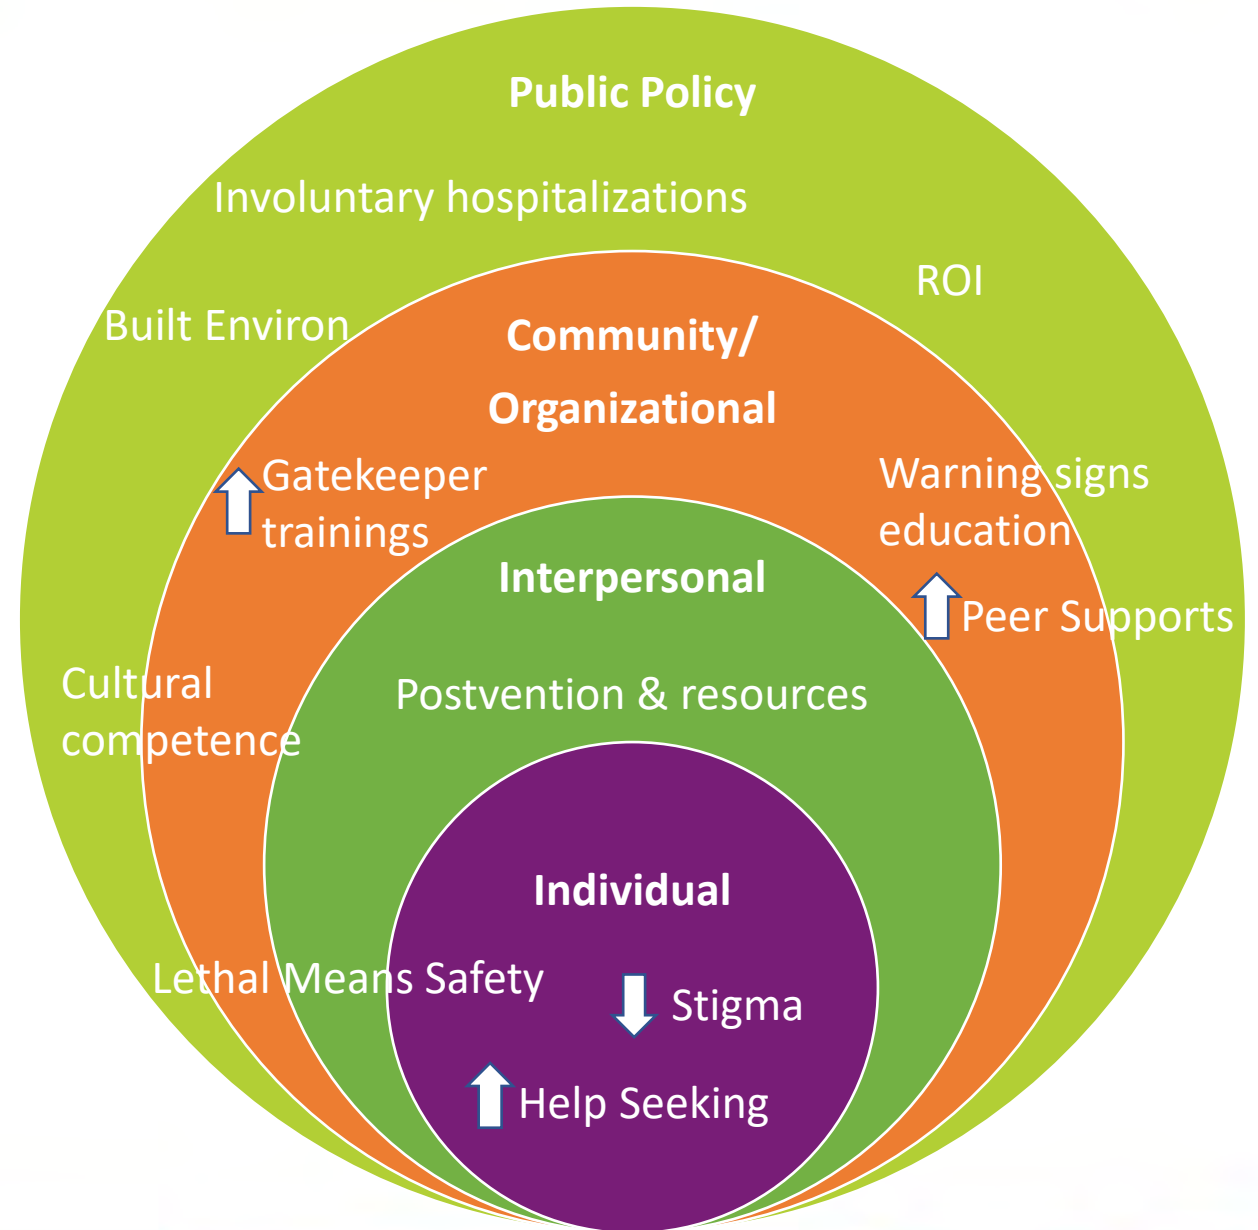 Public Policy
Involuntary hospitalizations
ROI
Built Environ
Community/
Organizational
Gatekeeper
trainings
Warning signs
education
Peer Supports
Interpersonal
Cultural
competence
Postvention & resources
Individual
Lethal Means Safety
Stigma
Help Seeking